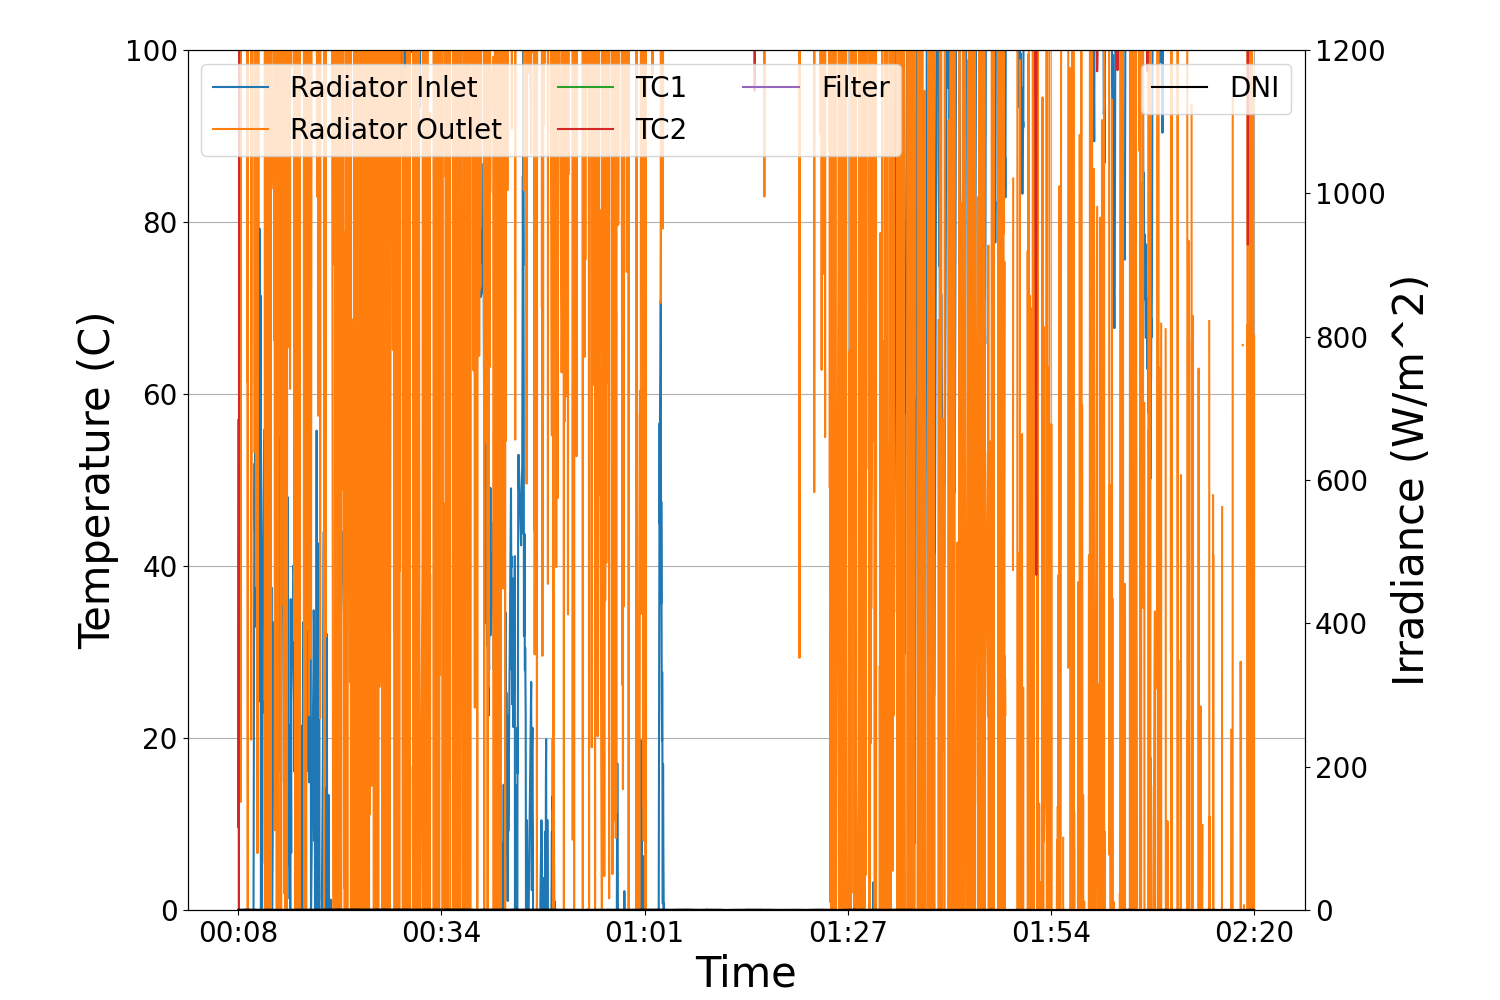 100
80
60
40
20
0
Temperature (C)
Radiator Inlet
Radiator Outlet
TC1
TC2
Filter
DNI
1200
1000
800
600
400
200
0
Irradiance (W/m^2)
00:08
00:34
01:01
01:27
01:54
02:20
Time